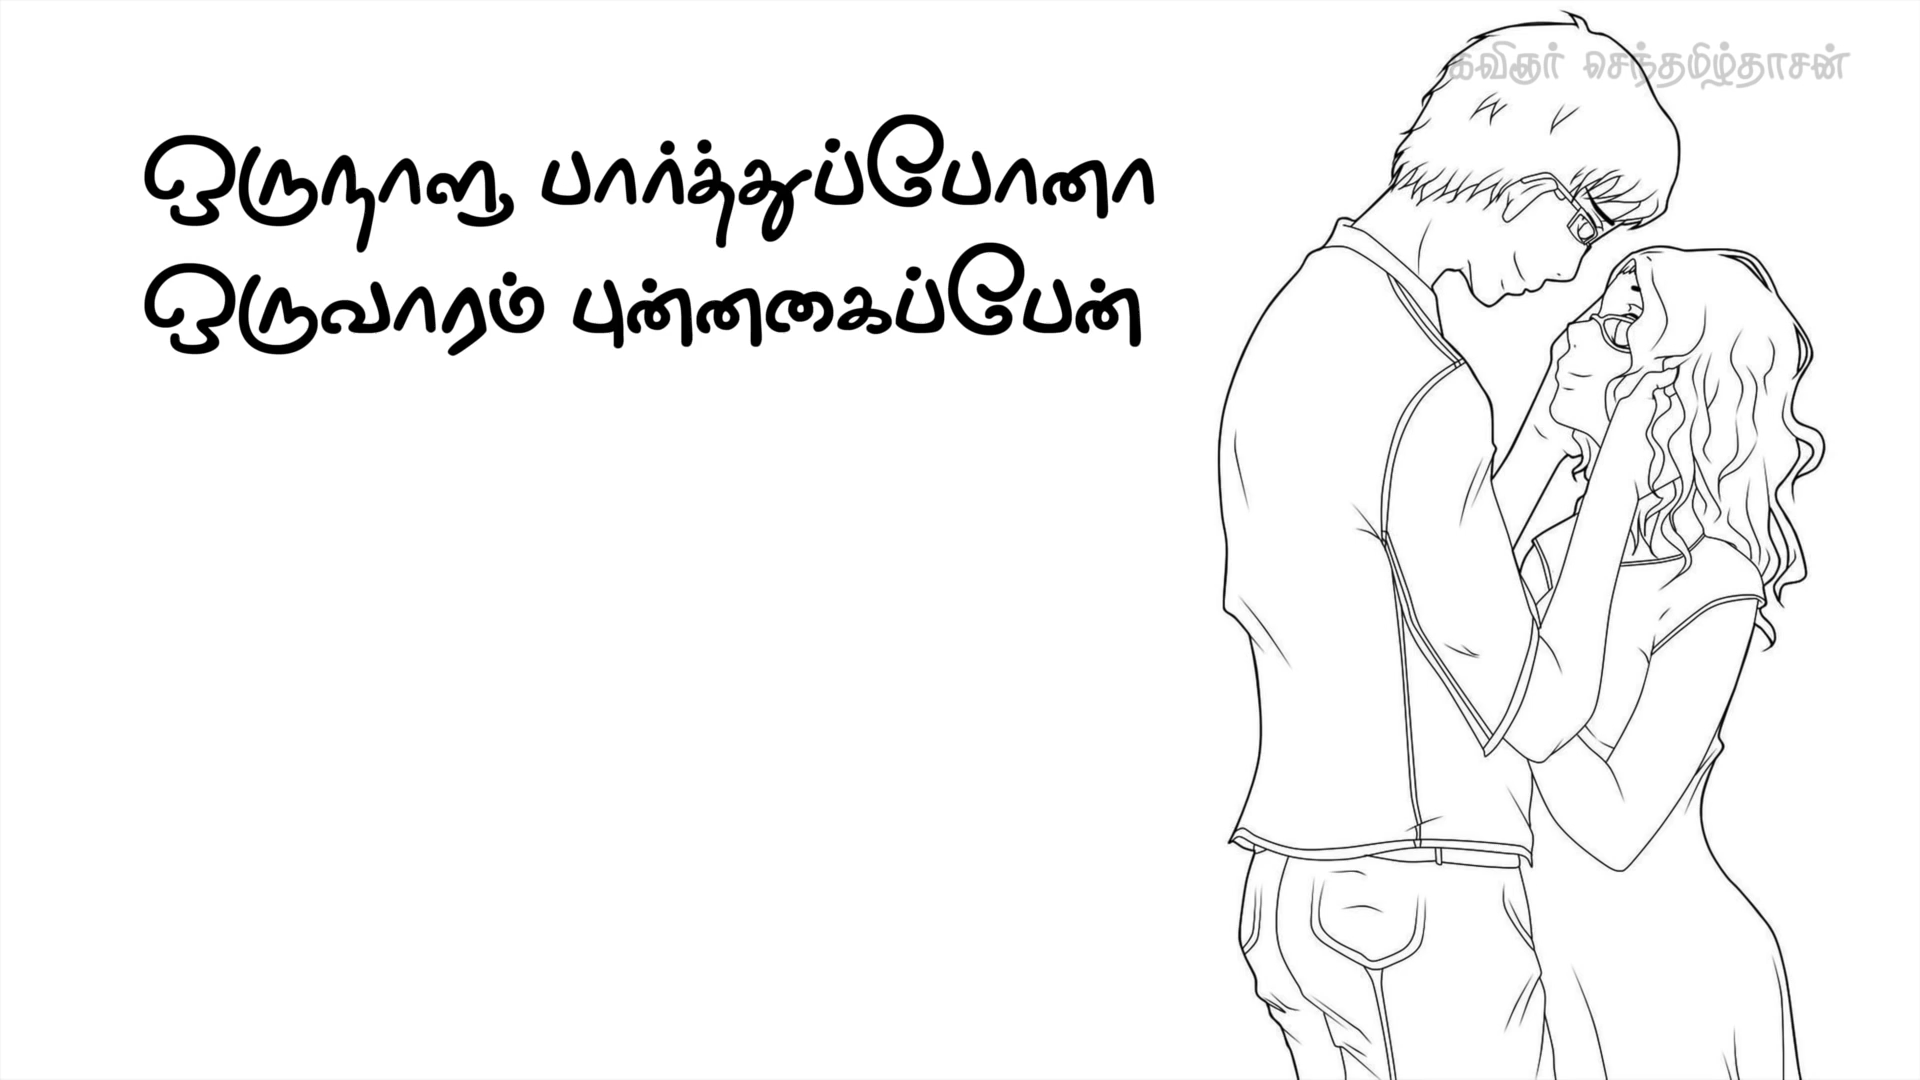 கவிஞர் செந்தமிழ்தாசன்
ஒருநாளு பார்த்துப்போனா
ஒருவாரம் புன்னகைப்பேன்